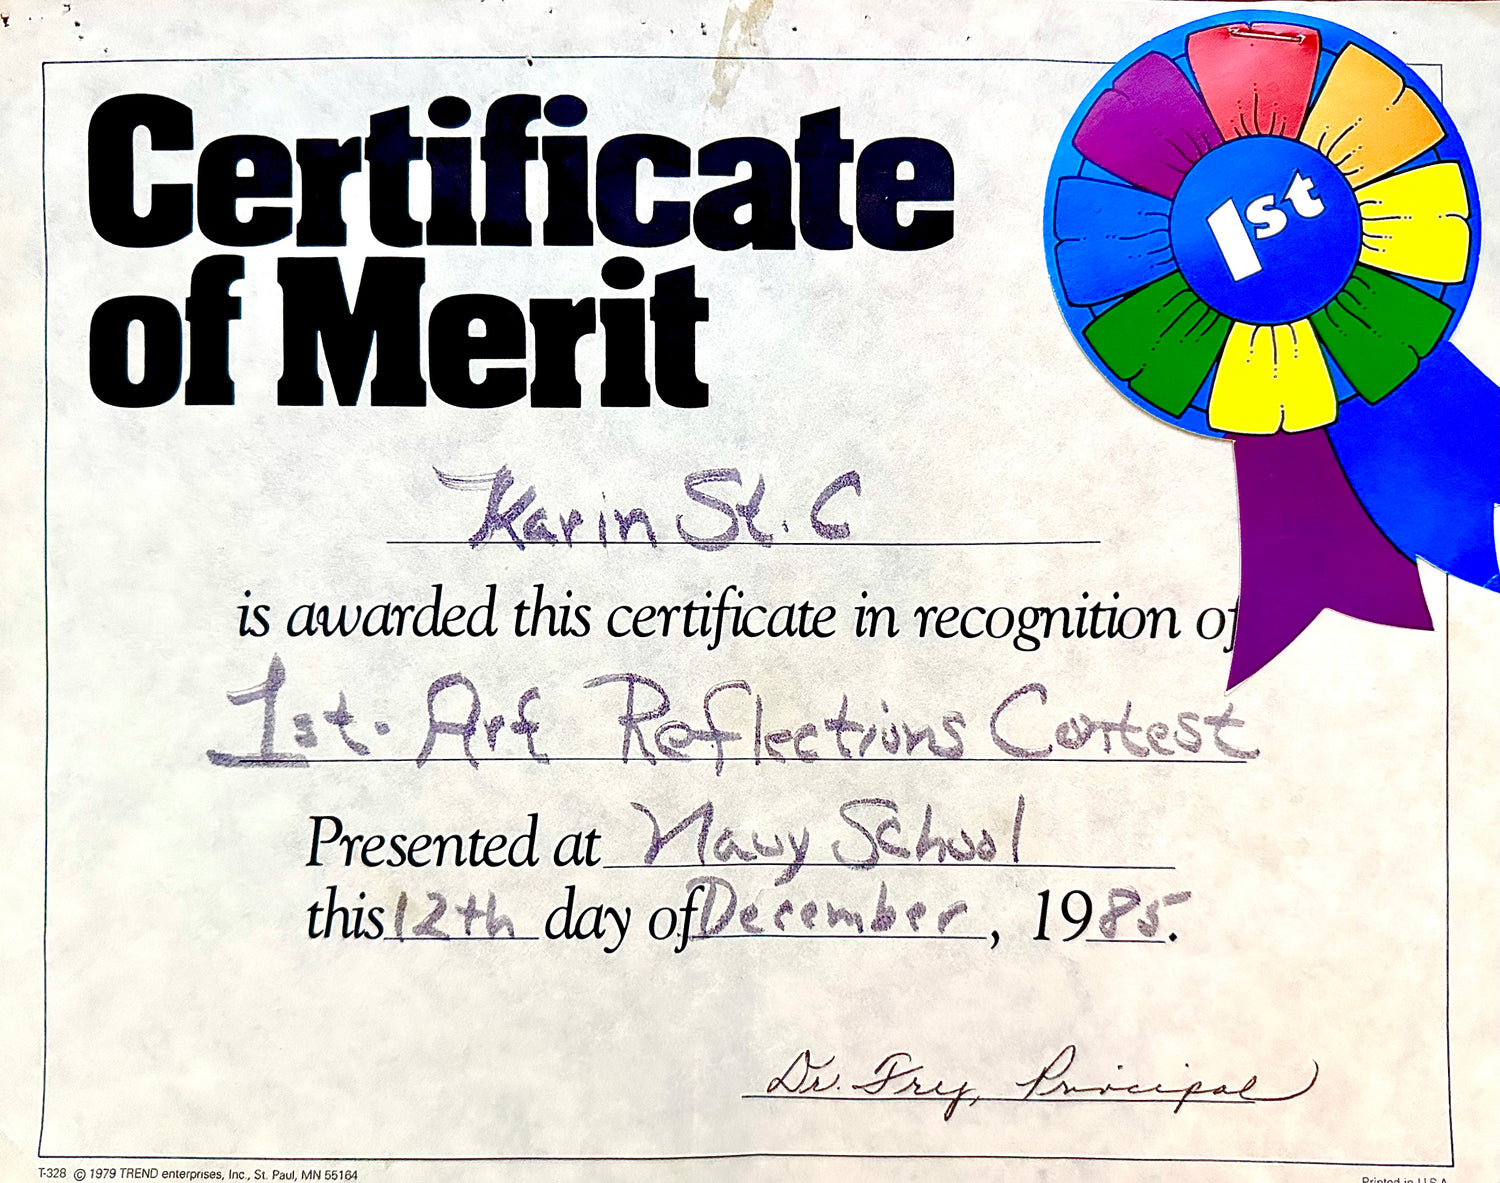 Certificate
of Merit
1st
Karin St. C
is awarded this certificate in recognition of
1st. Art Reflections Contest
Presented at Navy School
this 12th day of December, 1985.
Dr. Fry, Principal
T-328 © 1979 TREND enterprises, Inc., St. Paul, MN 55164
Printed in U.S.A.